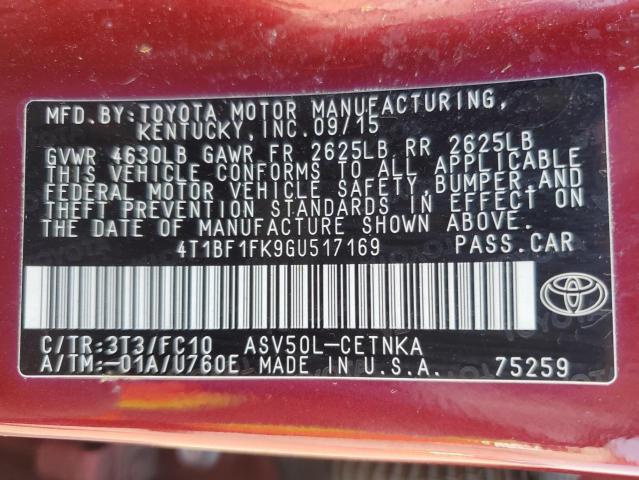 MFD.BY:TOYOTA MOTOR MANUFACTURING,
KENTUCKY,INC.09/15
GVWR 4630LB GAWR FR 2625LB RR 2625LB
THIS VEHICLE CONFORMS TO ALL APPLICABLE
FEDERAL MOTOR VEHICLE SAFETY,BUMPER,AND
THEFT PREVENTION STANDARDS IN EFFECT ON
THE DATE OF MANUFACTURE SHOWN ABOVE.
4T1BF1FK9GU517169 PASS.CAR
C/TR:3T3/FC10 ASV50L-CETNKA
A/TM:-01A/U760E MADE IN U.S.A. 75259